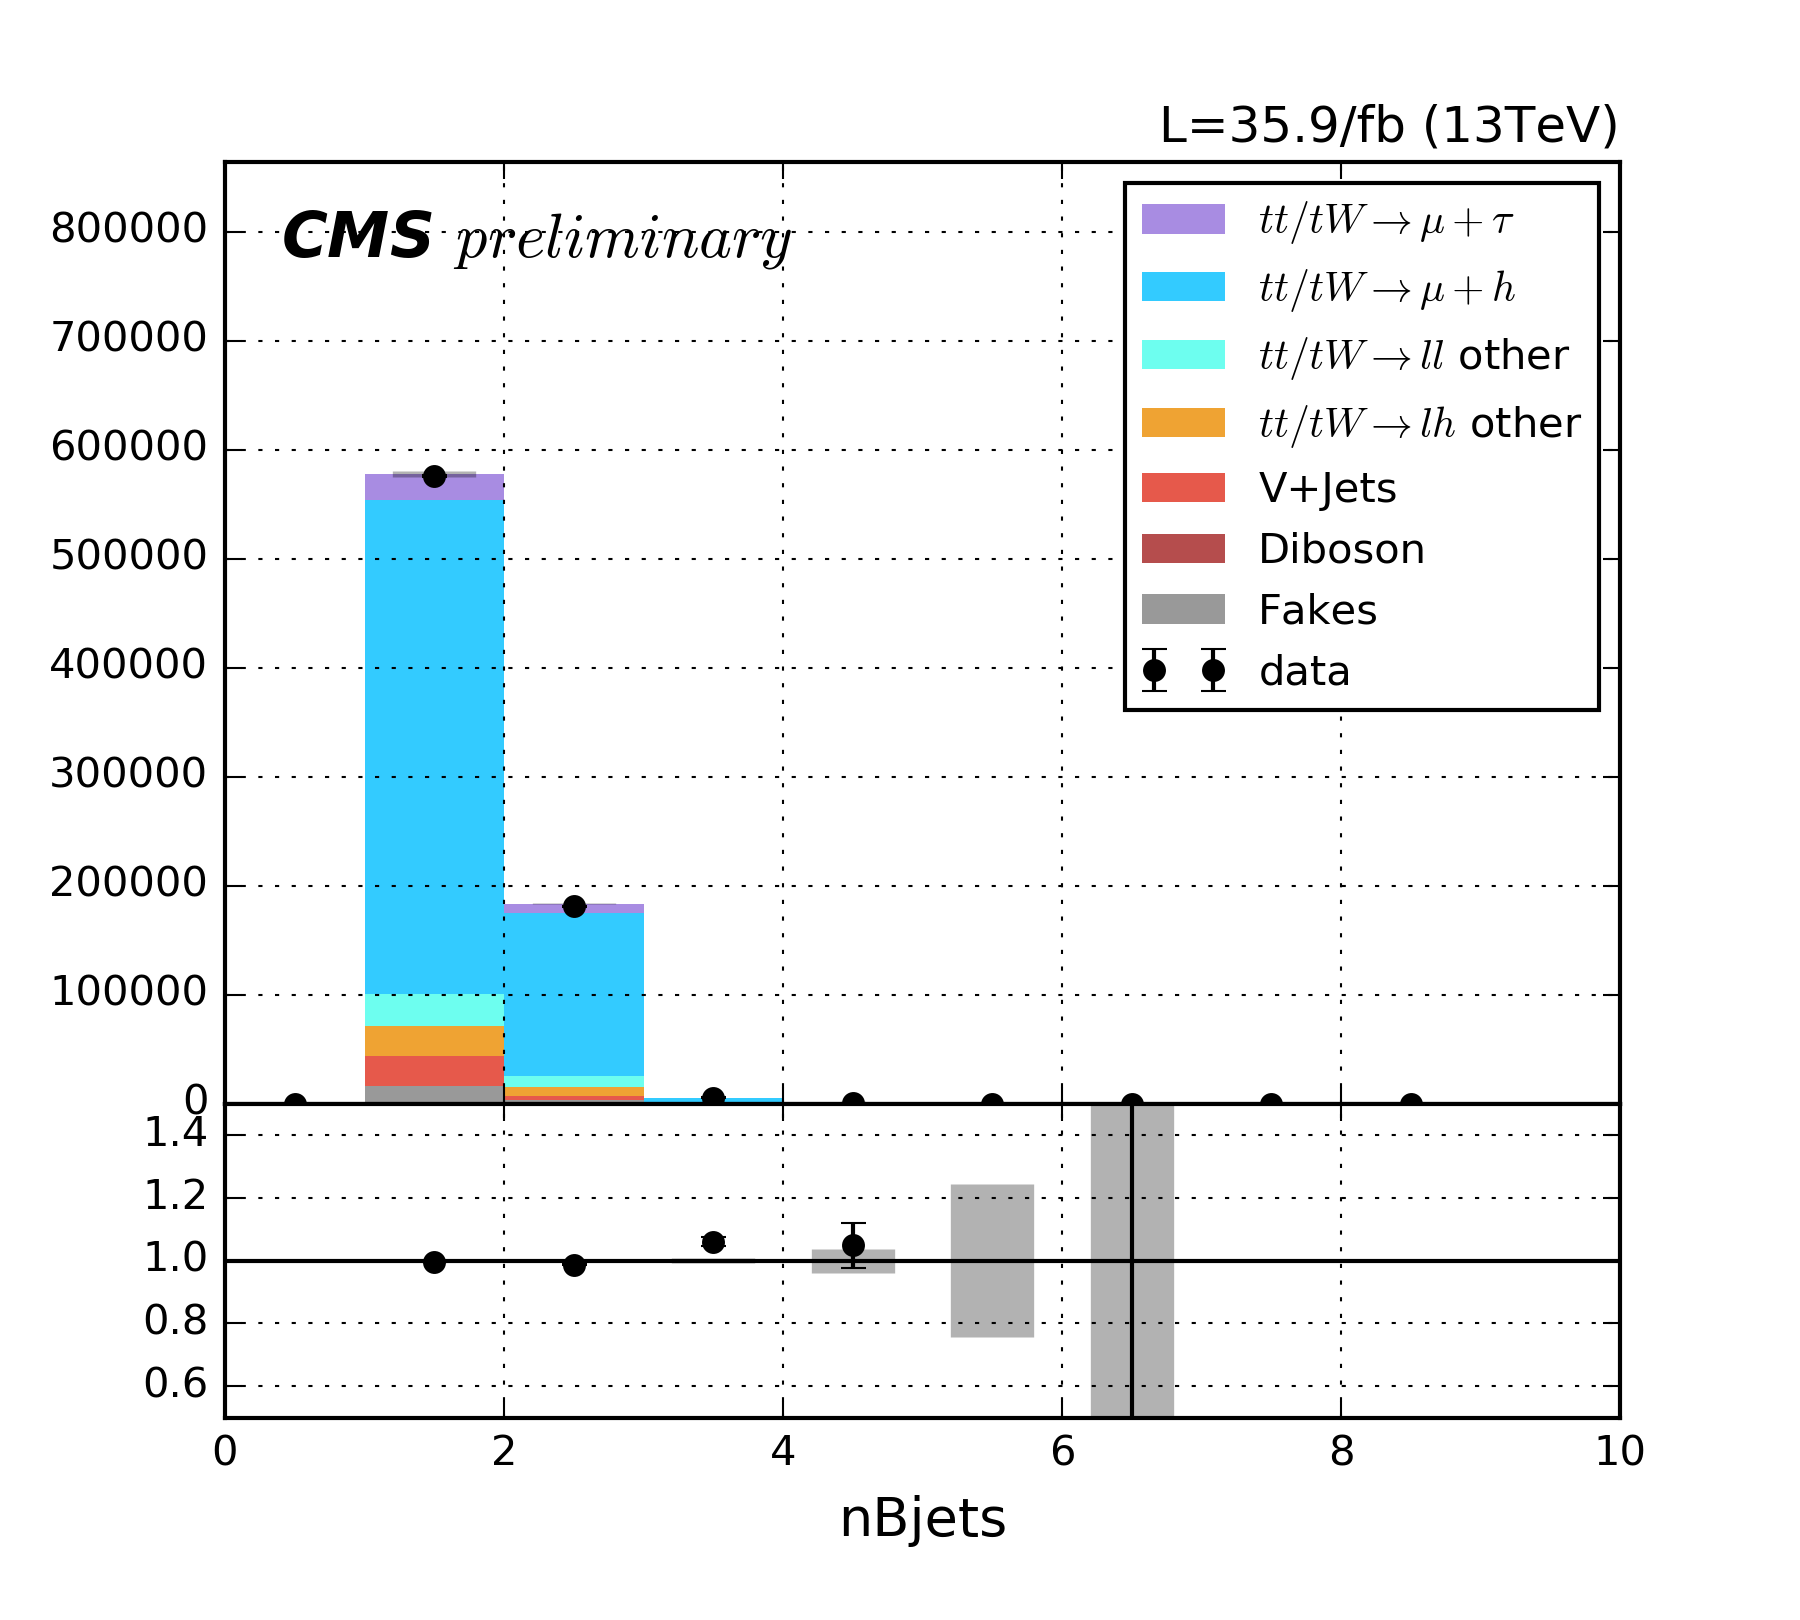 L=35.9/fb (13TeV)
CMS preliminary
800000
700000
600000
500000
400000
300000
200000
100000
0
tt/tW→μ+τ
tt/tW→μ+h
tt/tW→ll other
tt/tW→lh other
V+Jets
Diboson
Fakes
data
1.4
1.2
1.0
0.8
0.6
0 2 4 6 8 10
nBjets